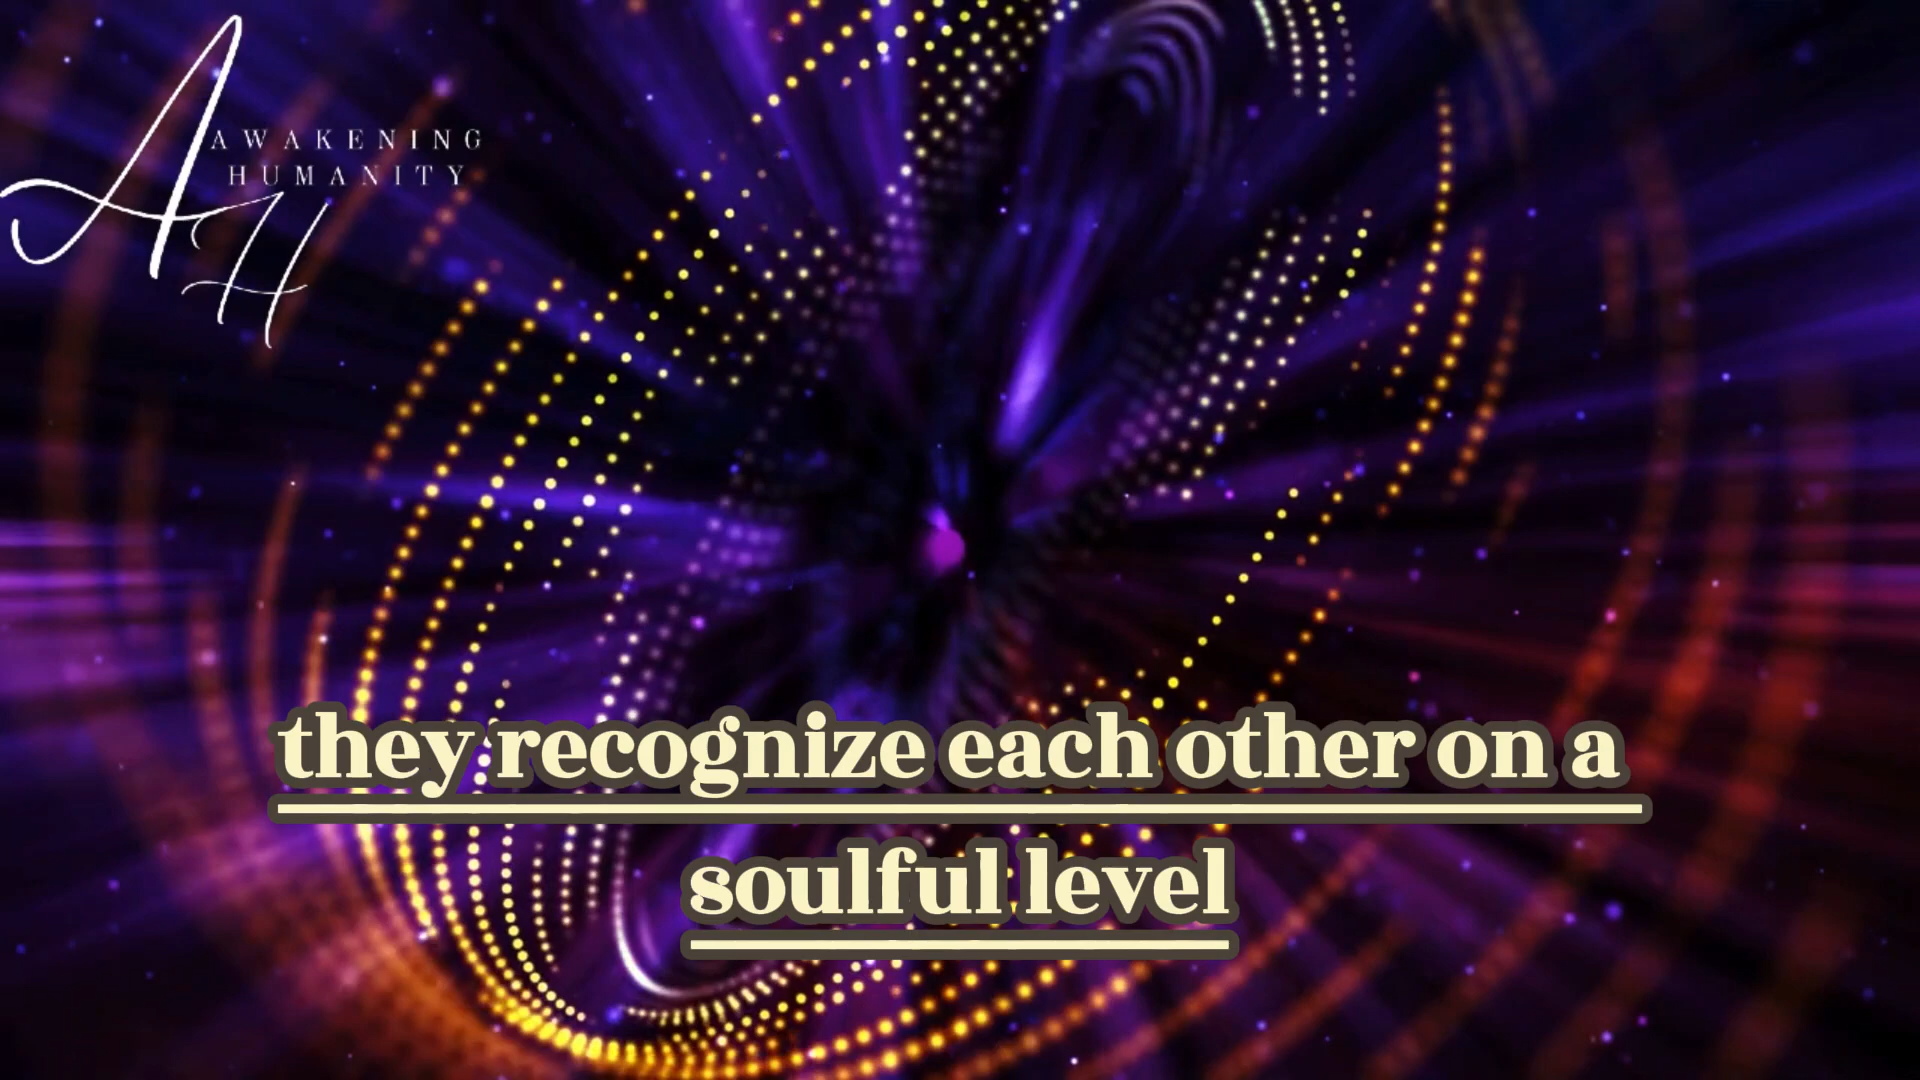 AH
AWAKENING
HUMANITY
they recognize each other on a
soulful level